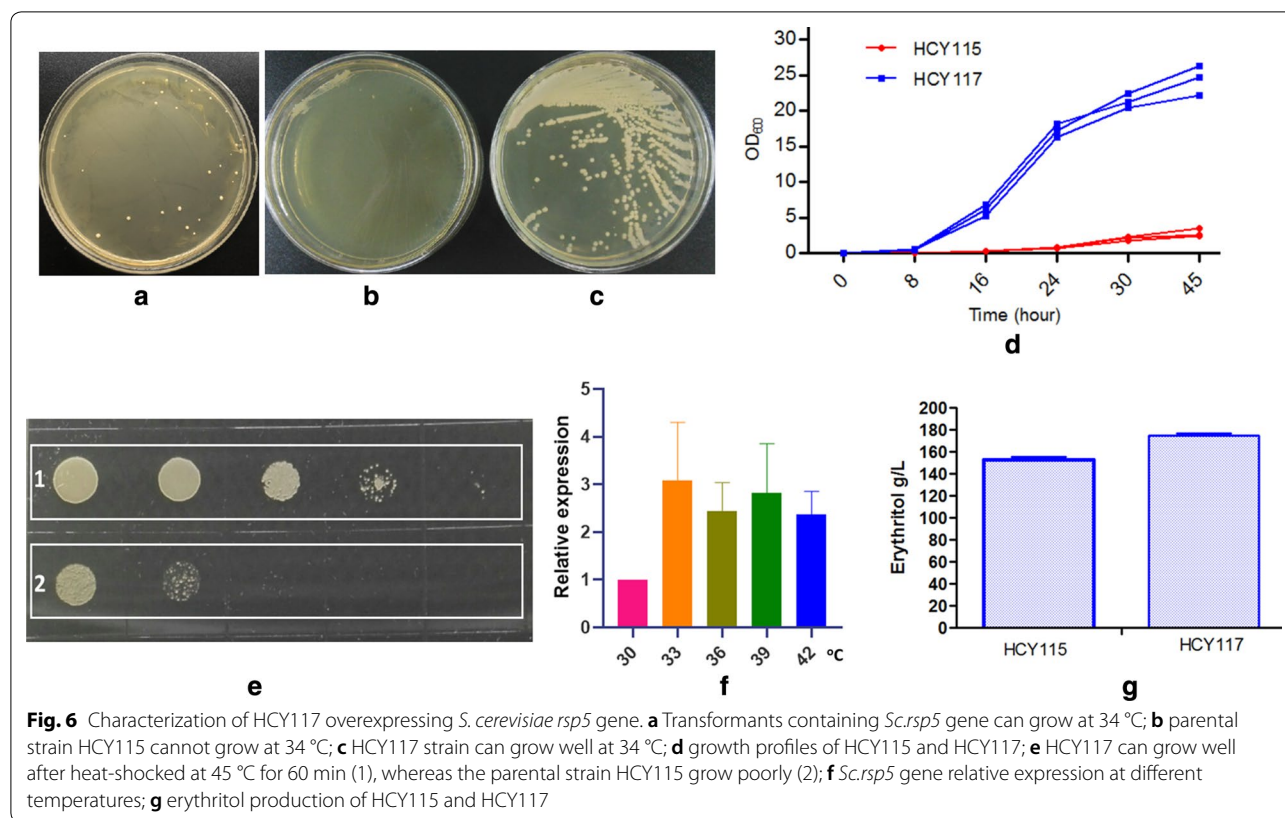 a
b
c
HCY115
HCY117
30
25
20
15
10
5
0
OD600
0
8
16
24
30
45
Time (hour)
d
1
2
e
5
4
3
2
1
0
Relative expression
30
33
36
39
42
°C
f
200
180
160
140
120
100
80
60
40
20
0
Erythritol g/L
HCY115
HCY117
g
Fig. 6 Characterization of HCY117 overexpressing S. cerevisiae rsp5 gene. a Transformants containing Sc.rsp5 gene can grow at 34 °C; b parental
strain HCY115 cannot grow at 34 °C; c HCY117 strain can grow well at 34 °C; d growth profiles of HCY115 and HCY117; e HCY117 can grow well
after heat-shocked at 45 °C for 60 min (1), whereas the parental strain HCY115 grow poorly (2); f Sc.rsp5 gene relative expression at different
temperatures; g erythritol production of HCY115 and HCY117